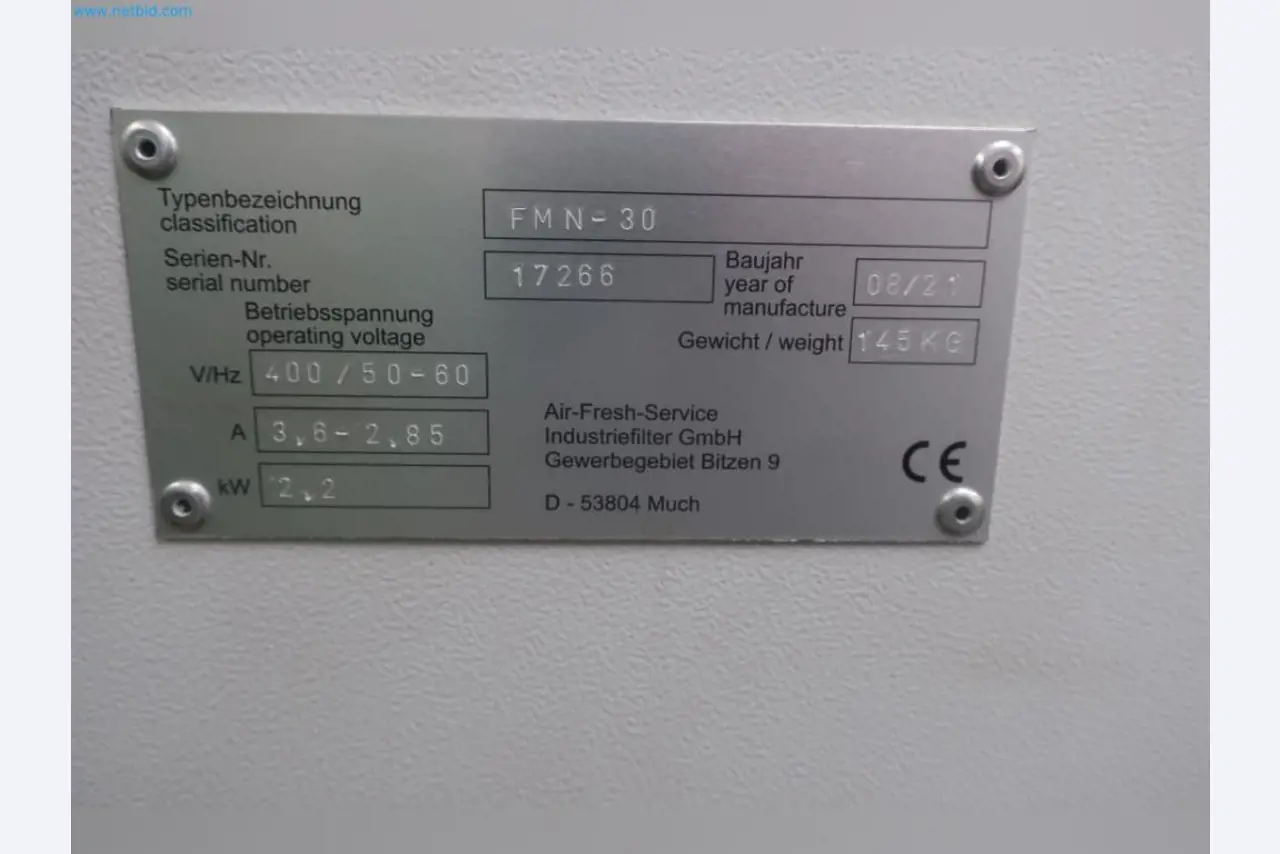 www.netbid.com
Typenbezeichnung
classification
FMN-30
Serien-Nr.
serial number
17266
Baujahr
year of
manufacture
08/21
Betriebsspannung
operating voltage
Gewicht / weight
145KG
V/Hz
400/50-60
A
3,6-2,85
kW
2,2
Air-Fresh-Service
Industriefilter GmbH
Gewerbegebiet Bitzen 9
D - 53804 Much
CE